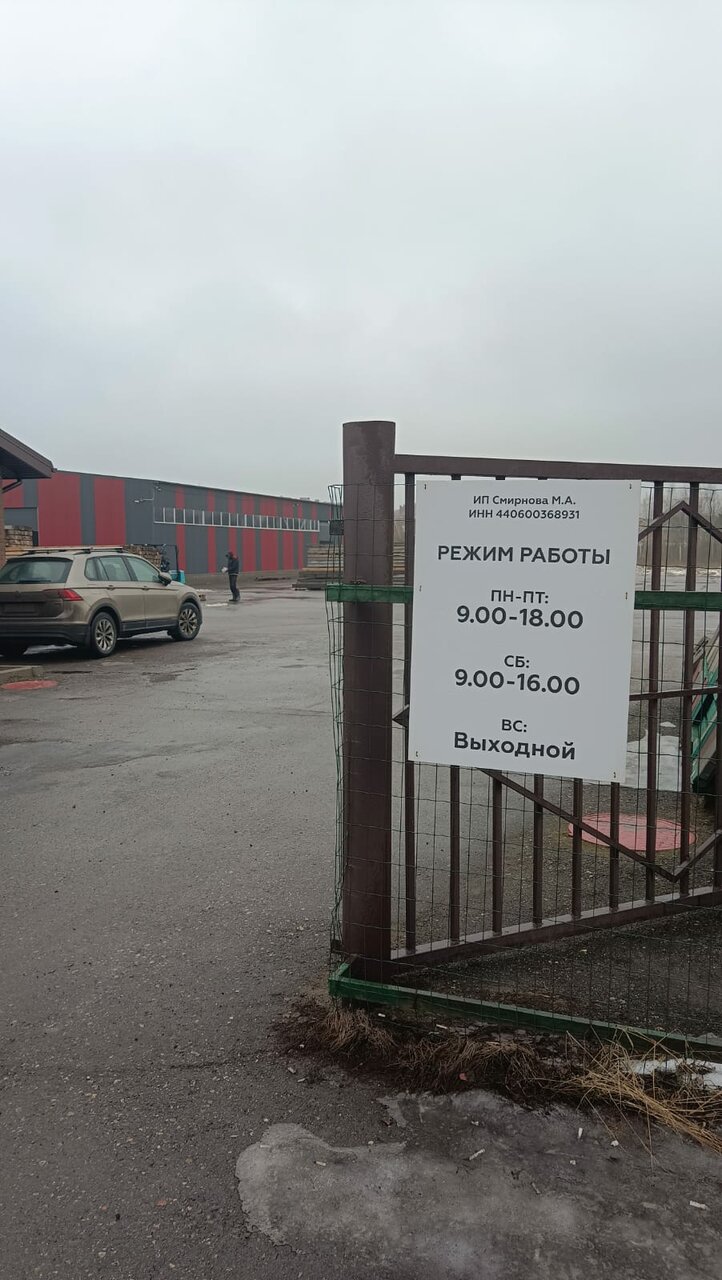 ИП Смирнова М.А.
ИНН 440600368931
РЕЖИМ РАБОТЫ
ПН-ПТ:
9.00-18.00
СБ:
9.00-16.00
ВС:
Выходной